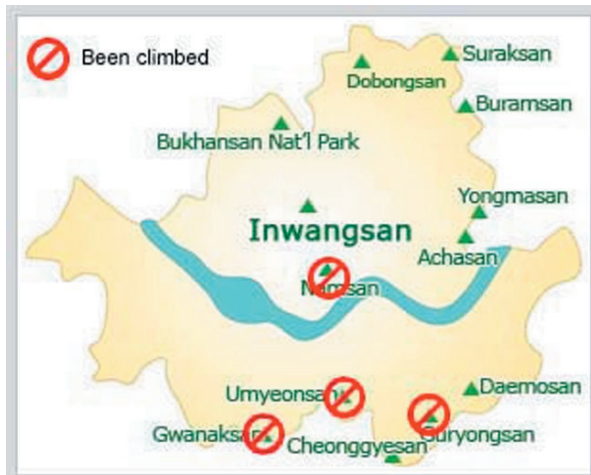 Been climbed
Suraksan
Dobongsan
Buramsan
Bukhansan Nat'l Park
Yongmasan
Inwangsan
Achasan
Namsan
Umyeonsan
Daemosan
Gwanaksan
Guryongsan
Cheonggyesan